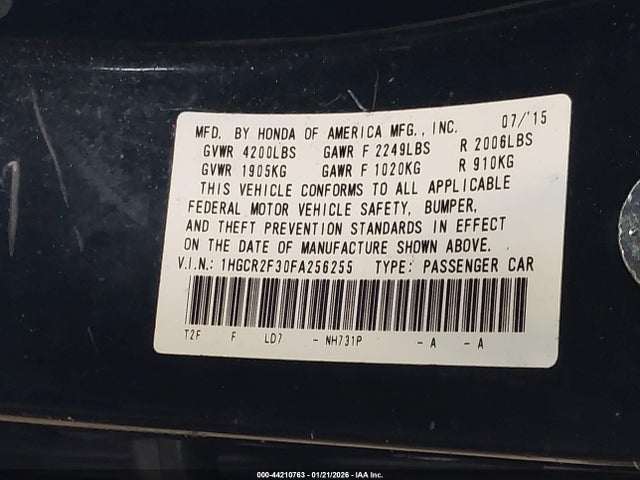 MFD. BY HONDA OF AMERICA MFG., INC. 07/'15
GVWR 4200LBS GAWR F 2249LBS R 2006LBS
GVWR 1905KG GAWR F 1020KG R 910KG
THIS VEHICLE CONFORMS TO ALL APPLICABLE
FEDERAL MOTOR VEHICLE SAFETY, BUMPER,
AND THEFT PREVENTION STANDARDS IN EFFECT
ON THE DATE OF MANUFACTURE SHOWN ABOVE.
V.I.N.: 1HGCR2F30FA256255 TYPE: PASSENGER CAR
T2F F LD7 - NH731P - A - A
000-44210763 - 01/21/2026 - IAA Inc.